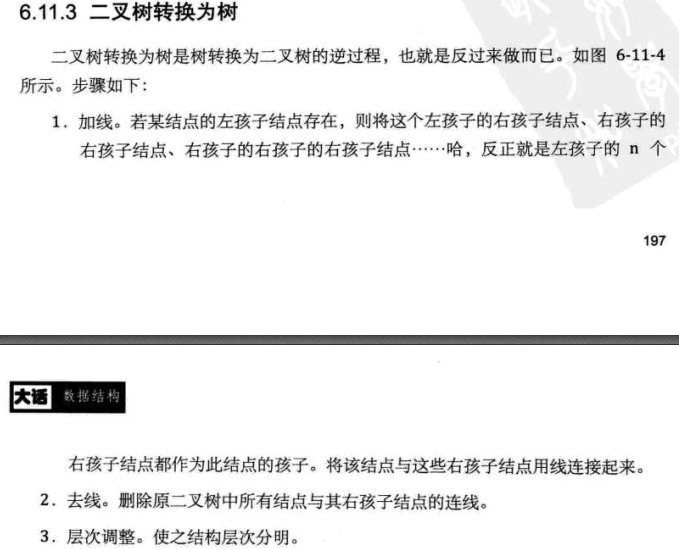 6.11.3 二叉树转换为树
二叉树转换为树是树转换为二叉树的逆过程，也就是反过来做而已。如图 6-11-4
所示。步骤如下：
1．加线。若某结点的左孩子结点存在，则将这个左孩子的右孩子结点、右孩子的
右孩子结点、右孩子的右孩子的右孩子结点……哈，反正就是左孩子的 n 个
197
大话 数据结构
右孩子结点都作为此结点的孩子。将该结点与这些右孩子结点用线连接起来。
2．去线。删除原二叉树中所有结点与其右孩子结点的连线。
3．层次调整。使之结构层次分明。